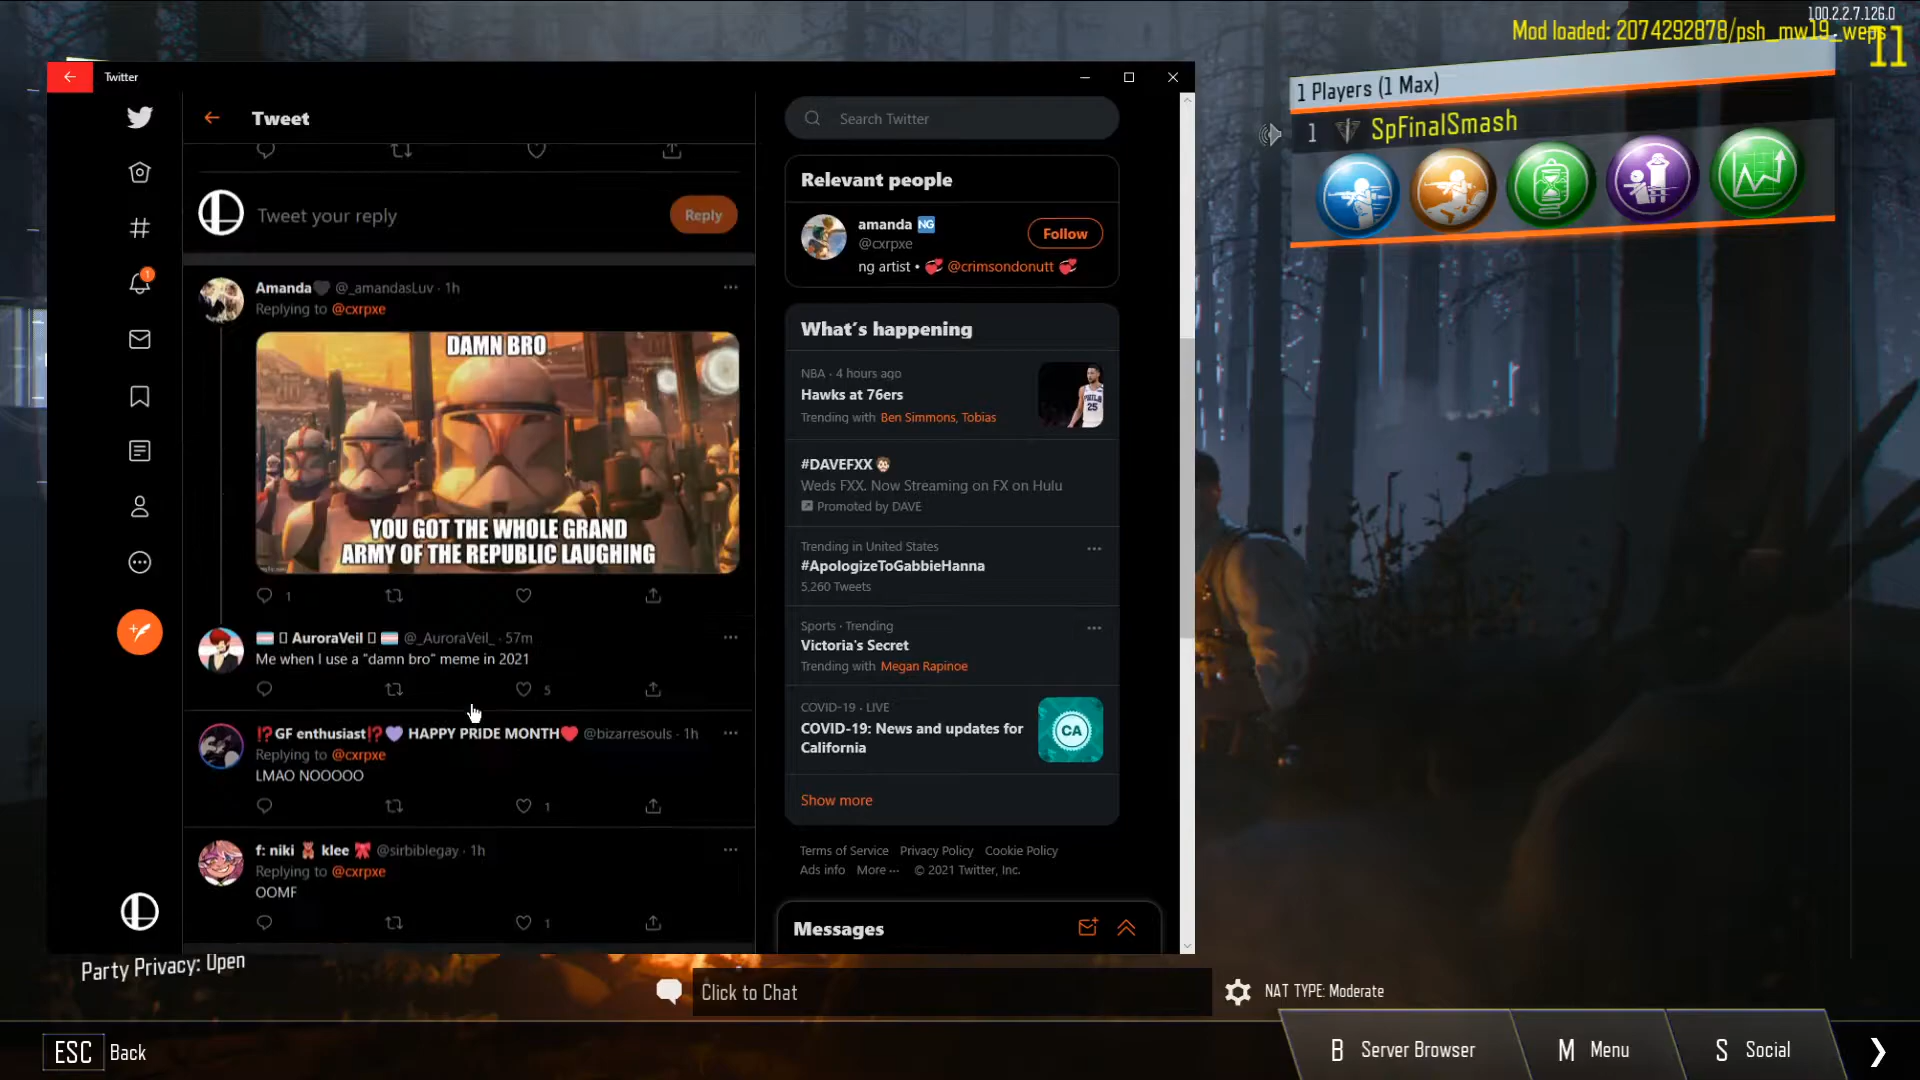 100.2.2.7.126.0
Mod loaded: 2074292878/psh_mw19_weps
11
Twitter
1 Players (1 Max)
1 SpFinalSmash
Tweet
Search Twitter
Tweet your reply
Reply
Relevant people
amanda NG
@cxrpxe
Follow
ng artist • 💞 @crimsondonutt 💞
Amanda🖤 @_amandasLuv · 1h
Replying to @cxrpxe
DAMN BRO
YOU GOT THE WHOLE GRAND
ARMY OF THE REPUBLIC LAUGHING
1
AuroraVeil @_AuroraVeil_ · 57m
Me when I use a "damn bro" meme in 2021
5
⁉️GF enthusiast⁉️💜 HAPPY PRIDE MONTH❤️ @bizarresouls · 1h
Replying to @cxrpxe
LMAO NOOOOO
1
f: niki 🧸 klee 🎀 @sirbiblegay · 1h
Replying to @cxrpxe
OOMF
1
What's happening
NBA · 4 hours ago
Hawks at 76ers
Trending with Ben Simmons, Tobias
PHILA
25
#DAVEFXX
Weds FXX. Now Streaming on FX on Hulu
Promoted by DAVE
Trending in United States
#ApologizeToGabbieHanna
5,260 Tweets
Sports · Trending
Victoria's Secret
Trending with Megan Rapinoe
COVID-19 · LIVE
COVID-19: News and updates for
California
CA
Show more
Terms of Service Privacy Policy Cookie Policy
Ads info More ··· © 2021 Twitter, Inc.
Messages
Party Privacy: Open
Click to Chat
NAT TYPE: Moderate
ESC Back
B Server Browser
M Menu
S Social